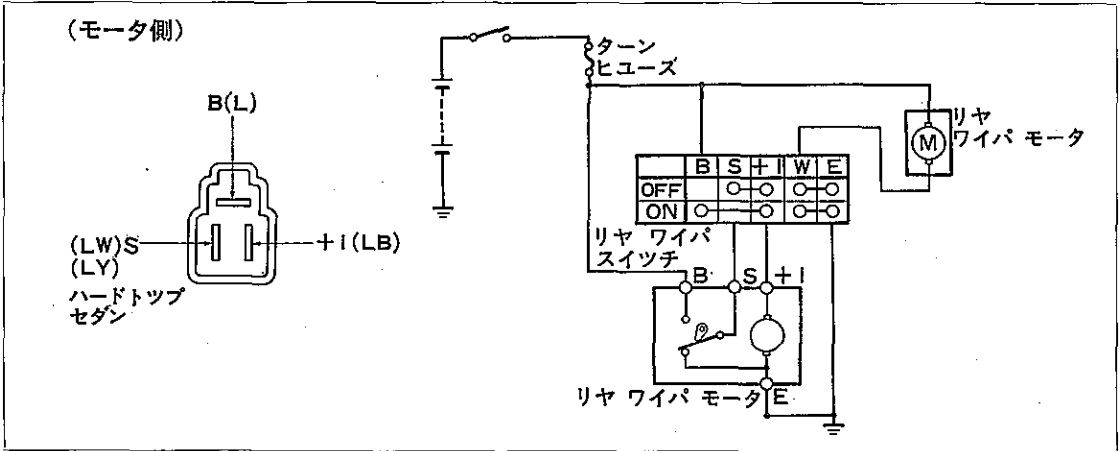 (モータ側)
B(L)
(LW)S
(LY)
+1(LB)
ハードトップ
セダン
ターン
ヒユーズ
リヤ
ワイパ モータ
M
B S +1 W E
OFF
ON
リヤ ワイパ
スイツチ
B S +1
リヤ ワイパ モータ E